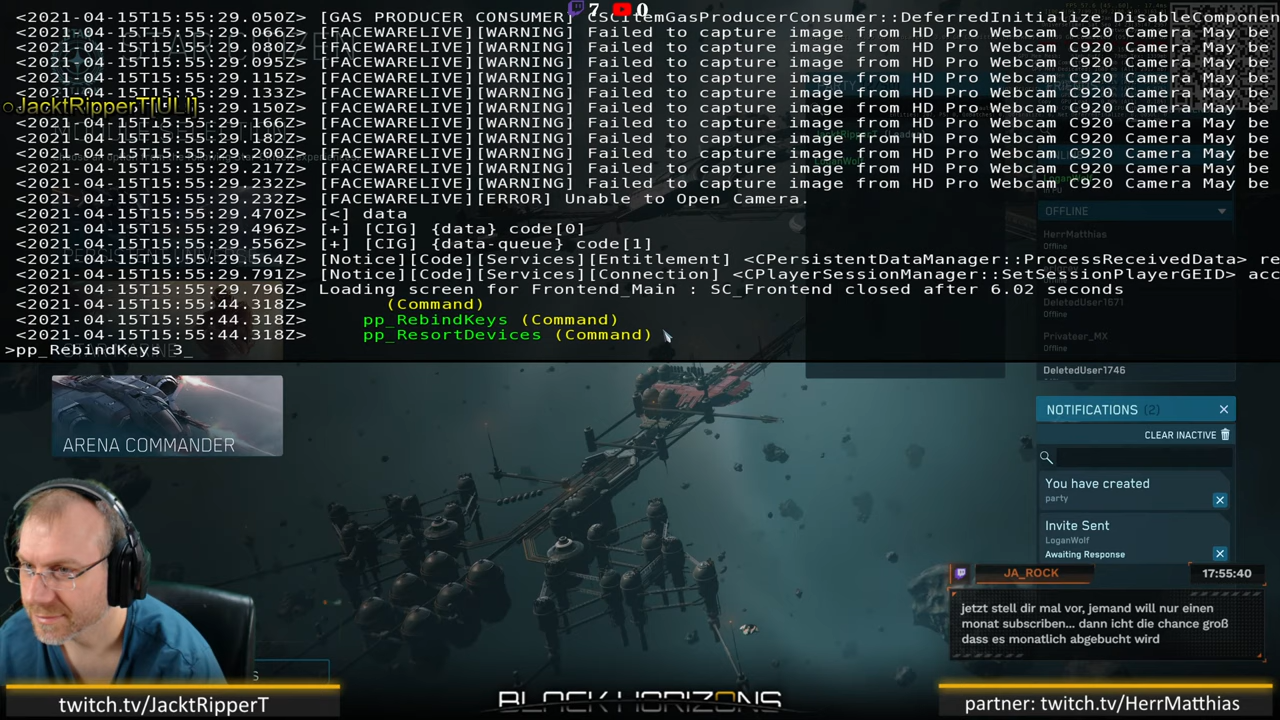 7 0
<2021-04-15T15:55:29.050Z> [GAS PRODUCER CONSUMER] CSCItemGasProducerConsumer::DeferredInitialize DisableComponen
<2021-04-15T15:55:29.066Z> [FACEWARELIVE][WARNING] Failed to capture image from HD Pro Webcam C920 Camera May be
<2021-04-15T15:55:29.080Z> [FACEWARELIVE][WARNING] Failed to capture image from HD Pro Webcam C920 Camera May be
<2021-04-15T15:55:29.095Z> [FACEWARELIVE][WARNING] Failed to capture image from HD Pro Webcam C920 Camera May be
<2021-04-15T15:55:29.115Z> [FACEWARELIVE][WARNING] Failed to capture image from HD Pro Webcam C920 Camera May be
<2021-04-15T15:55:29.133Z> [FACEWARELIVE][WARNING] Failed to capture image from HD Pro Webcam C920 Camera May be
<2021-04-15T15:55:29.150Z> [FACEWARELIVE][WARNING] Failed to capture image from HD Pro Webcam C920 Camera May be
JacktRipperT[ULI]
<2021-04-15T15:55:29.166Z> [FACEWARELIVE][WARNING] Failed to capture image from HD Pro Webcam C920 Camera May be
<2021-04-15T15:55:29.182Z> [FACEWARELIVE][WARNING] Failed to capture image from HD Pro Webcam C920 Camera May be
<2021-04-15T15:55:29.200Z> [FACEWARELIVE][WARNING] Failed to capture image from HD Pro Webcam C920 Camera May be
<2021-04-15T15:55:29.217Z> [FACEWARELIVE][WARNING] Failed to capture image from HD Pro Webcam C920 Camera May be
<2021-04-15T15:55:29.232Z> [FACEWARELIVE][WARNING] Failed to capture image from HD Pro Webcam C920 Camera May be
<2021-04-15T15:55:29.232Z> [FACEWARELIVE][ERROR] Unable to Open Camera.
<2021-04-15T15:55:29.470Z> [<] data
<2021-04-15T15:55:29.496Z> [+] [CIG] {data} code[0]
<2021-04-15T15:55:29.556Z> [+] [CIG] {data-queue} code[1]
<2021-04-15T15:55:29.564Z> [Notice][Code][Services][Entitlement] <CPersistentDataManager::ProcessReceivedData> re
<2021-04-15T15:55:29.791Z> [Notice][Code][Services][Connection] <CPlayerSessionManager::SetSessionPlayerGEID> acc
<2021-04-15T15:55:29.796Z> Loading screen for Frontend_Main : SC_Frontend closed after 6.02 seconds
<2021-04-15T15:55:44.318Z> (Command)
<2021-04-15T15:55:44.318Z> pp_RebindKeys (Command)
<2021-04-15T15:55:44.318Z> pp_ResortDevices (Command)
>pp_RebindKeys 3_
OFFLINE
HerrMatthias
Offline
Offline
DeletedUser1571
Offline
Privateer_MX
Offline
DeletedUser1746
ARENA COMMANDER
NOTIFICATIONS (2)
CLEAR INACTIVE
You have created
party
Invite Sent
LoganWolf
Awaiting Response
JA_ROCK
17:55:40
jetzt stell dir mal vor, jemand will nur einen
monat subscriben... dann icht die chance groß
dass es monatlich abgebucht wird
twitch.tv/JacktRipperT
BLACK HORIZONS
partner: twitch.tv/HerrMatthias